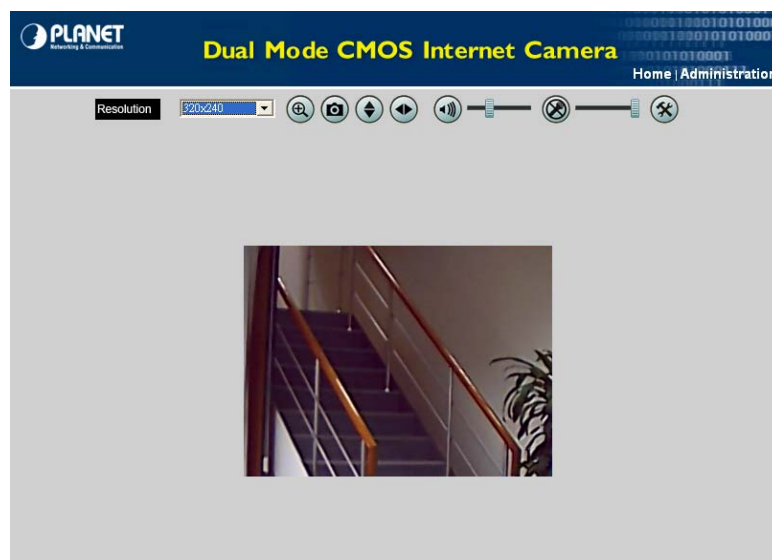 PLANET
Networking & Communication
Dual Mode CMOS Internet Camera
Home | Administration
Resolution
320x240